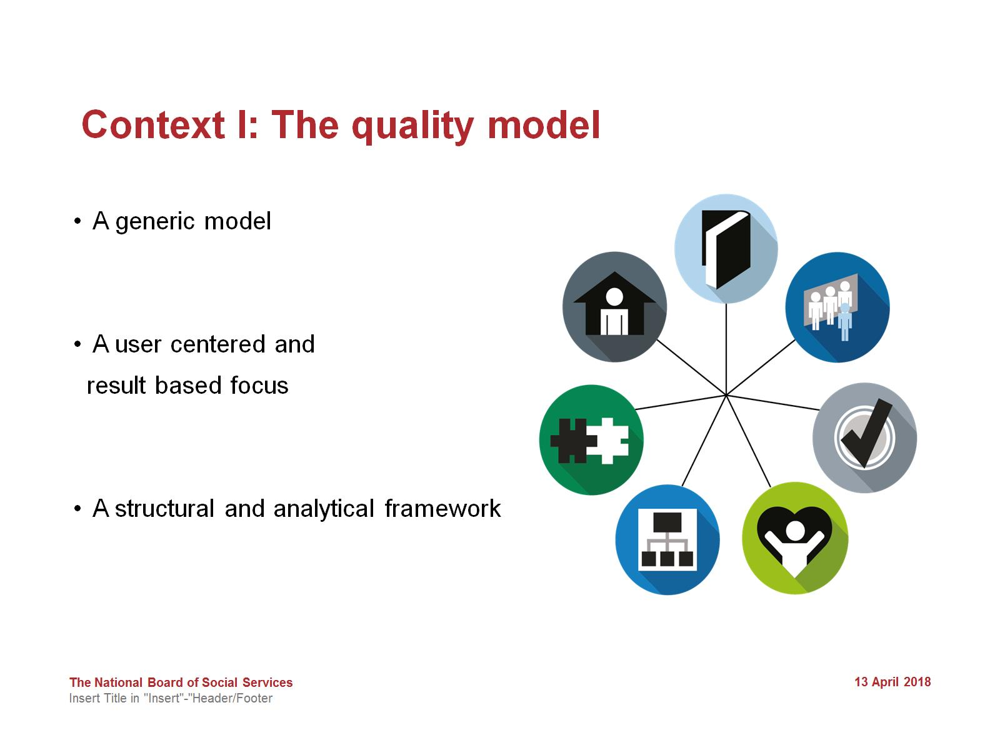 Context I: The quality model
• A generic model
• A user centered and
result based focus
• A structural and analytical framework
The National Board of Social Services
Insert Title in "Insert"-"Header/Footer
13 April 2018